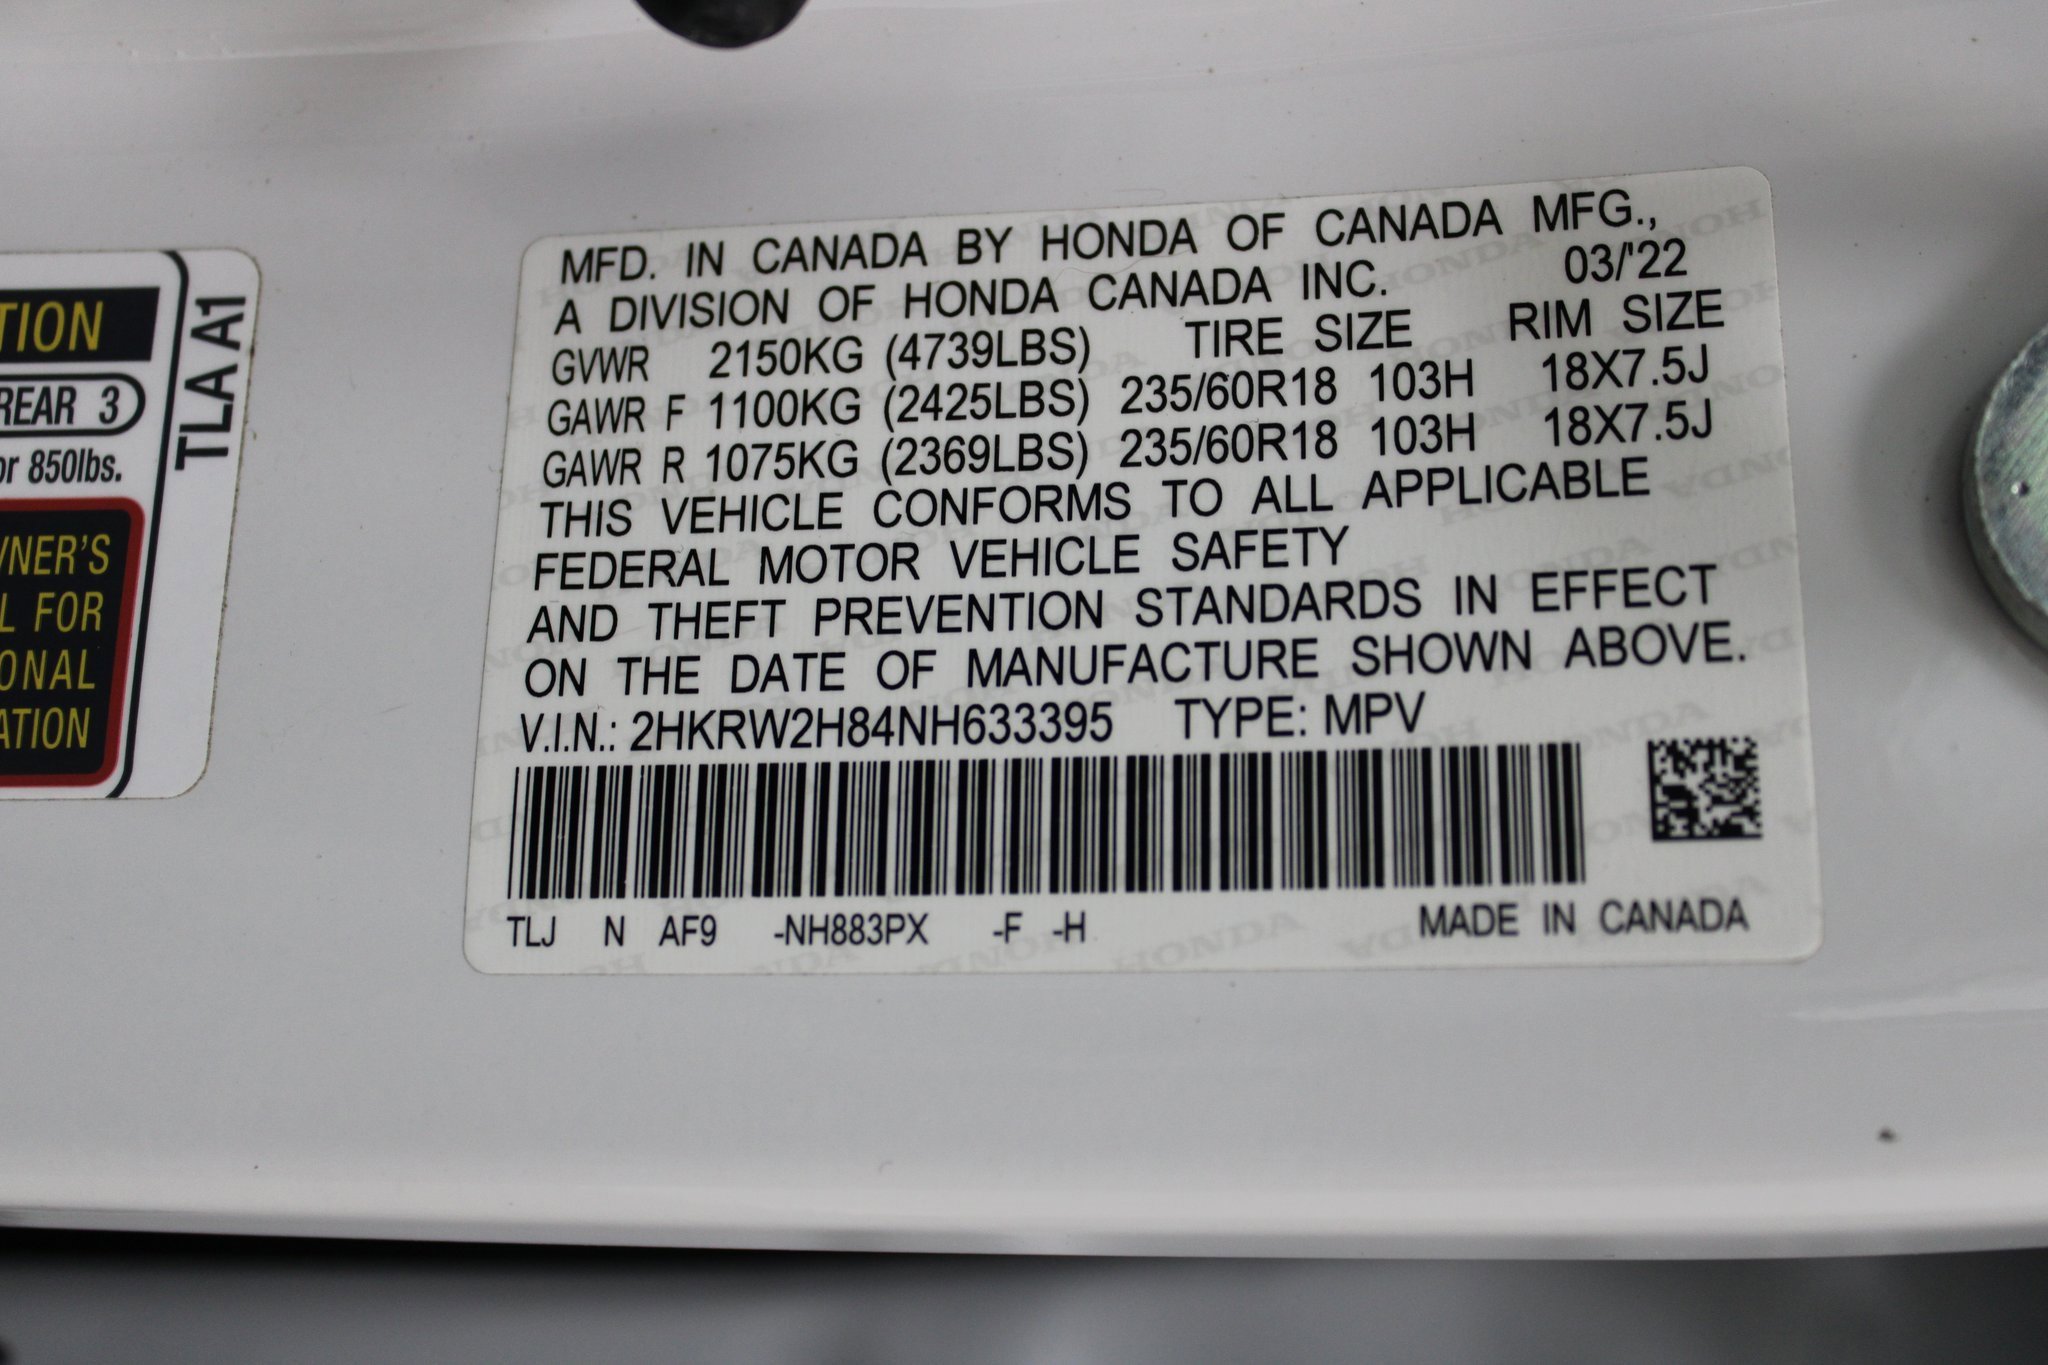 TION
REAR 3
or 850lbs.
WNER'S
L FOR
ONAL
ATION
TLA A1
MFD. IN CANADA BY HONDA OF CANADA MFG.,
A DIVISION OF HONDA CANADA INC. 03/'22
GVWR 2150KG (4739LBS) TIRE SIZE RIM SIZE
GAWR F 1100KG (2425LBS) 235/60R18 103H 18X7.5J
GAWR R 1075KG (2369LBS) 235/60R18 103H 18X7.5J
THIS VEHICLE CONFORMS TO ALL APPLICABLE
FEDERAL MOTOR VEHICLE SAFETY
AND THEFT PREVENTION STANDARDS IN EFFECT
ON THE DATE OF MANUFACTURE SHOWN ABOVE.
V.I.N.: 2HKRW2H84NH633395 TYPE: MPV
TLJ N AF9 -NH883PX -F -H MADE IN CANADA